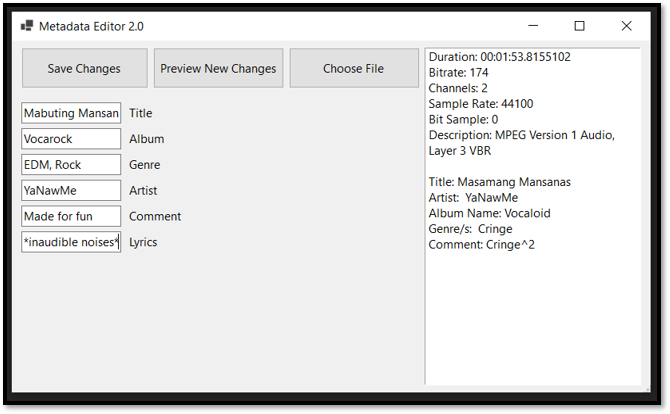 Metadata Editor 2.0
Save Changes
Preview New Changes
Choose File
Mabuting Mansan
Title
Vocarock
Album
EDM, Rock
Genre
YaNawMe
Artist
Made for fun
Comment
*inaudible noises*
Lyrics
Duration: 00:01:53.8155102
Bitrate: 174
Channels: 2
Sample Rate: 44100
Bit Sample: 0
Description: MPEG Version 1 Audio,
Layer 3 VBR
Title: Masamang Mansanas
Artist:  YaNawMe
Album Name: Vocaloid
Genre/s:  Cringe
Comment: Cringe^2